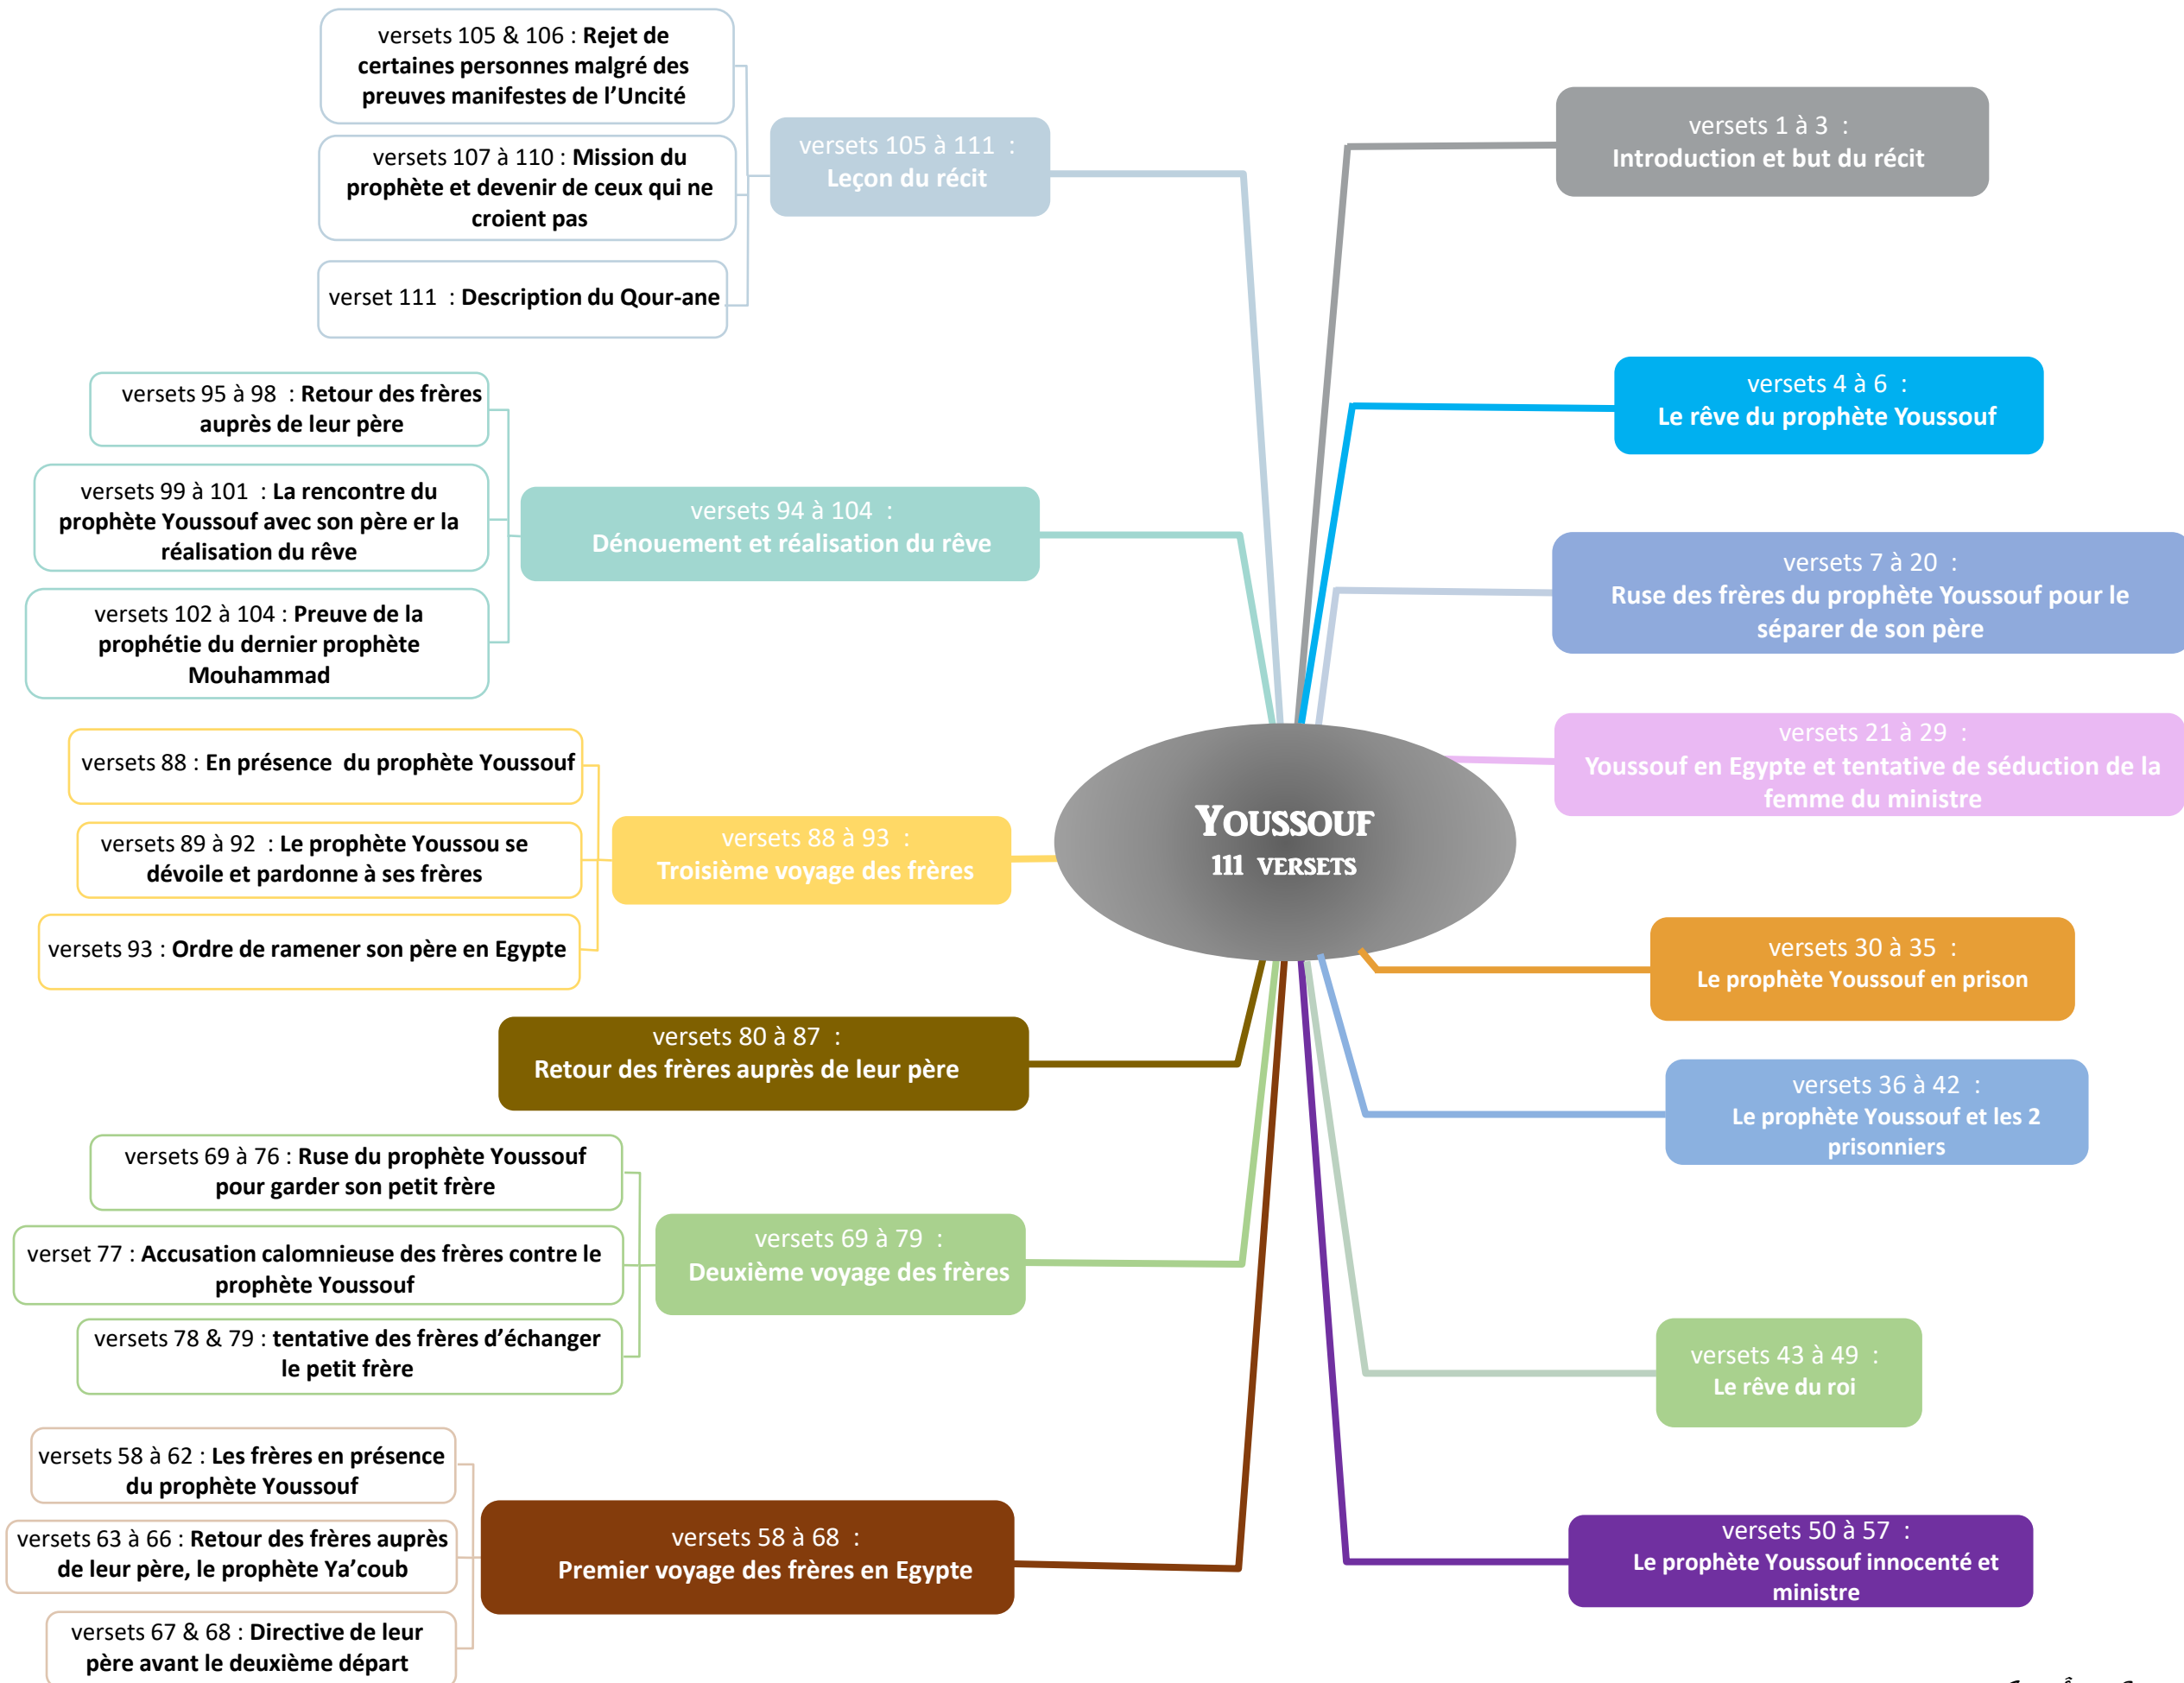 YOUSSOUF
111 VERSETS
versets 1 à 3 :
Introduction et but du récit
versets 4 à 6 :
Le rêve du prophète Youssouf
versets 7 à 20 :
Ruse des frères du prophète Youssouf pour le
séparer de son père
versets 21 à 29 :
Youssouf en Egypte et tentative de séduction de la
femme du ministre
versets 30 à 35 :
Le prophète Youssouf en prison
versets 36 à 42 :
Le prophète Youssouf et les 2
prisonniers
versets 43 à 49 :
Le rêve du roi
versets 50 à 57 :
Le prophète Youssouf innocenté et
ministre
versets 58 à 68 :
Premier voyage des frères en Egypte
versets 58 à 62 : Les frères en présence
du prophète Youssouf
versets 63 à 66 : Retour des frères auprès
de leur père, le prophète Ya’coub
versets 67 & 68 : Directive de leur
père avant le deuxième départ
versets 69 à 79 :
Deuxième voyage des frères
versets 69 à 76 : Ruse du prophète Youssouf
pour garder son petit frère
verset 77 : Accusation calomnieuse des frères contre le
prophète Youssouf
versets 78 & 79 : tentative des frères d’échanger
le petit frère
versets 80 à 87 :
Retour des frères auprès de leur père
versets 88 à 93 :
Troisième voyage des frères
versets 88 : En présence du prophète Youssouf
versets 89 à 92 : Le prophète Youssou se
dévoile et pardonne à ses frères
versets 93 : Ordre de ramener son père en Egypte
versets 94 à 104 :
Dénouement et réalisation du rêve
versets 95 à 98 : Retour des frères
auprès de leur père
versets 99 à 101 : La rencontre du
prophète Youssouf avec son père er la
réalisation du rêve
versets 102 à 104 : Preuve de la
prophétie du dernier prophète
Mouhammad
versets 105 à 111 :
Leçon du récit
versets 105 & 106 : Rejet de
certaines personnes malgré des
preuves manifestes de l’Uncité
versets 107 à 110 : Mission du
prophète et devenir de ceux qui ne
croient pas
verset 111 : Description du Qour-ane